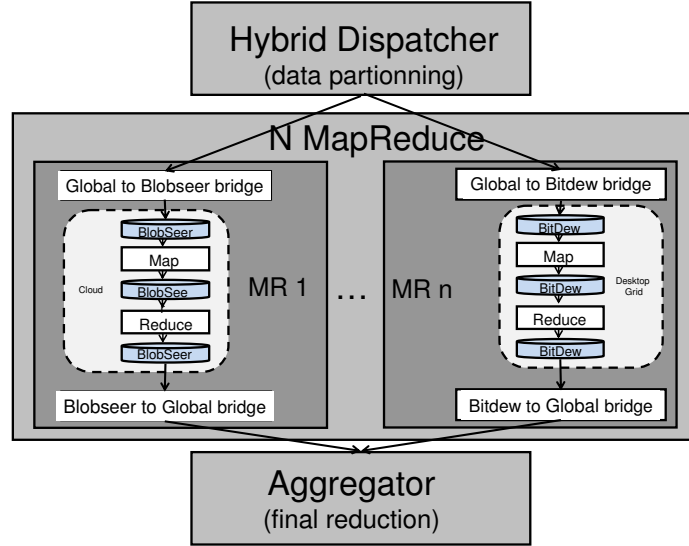 Hybrid Dispatcher
(data partionning)
N MapReduce
Global to Blobseer bridge
BlobSeer
Map
Cloud
BlobSee
Reduce
BlobSeer
Blobseer to Global bridge
MR 1
...
MR n
Global to Bitdew bridge
BitDew
Map
BitDew
Desktop
Grid
Reduce
BitDew
Bitdew to Global bridge
Aggregator
(final reduction)